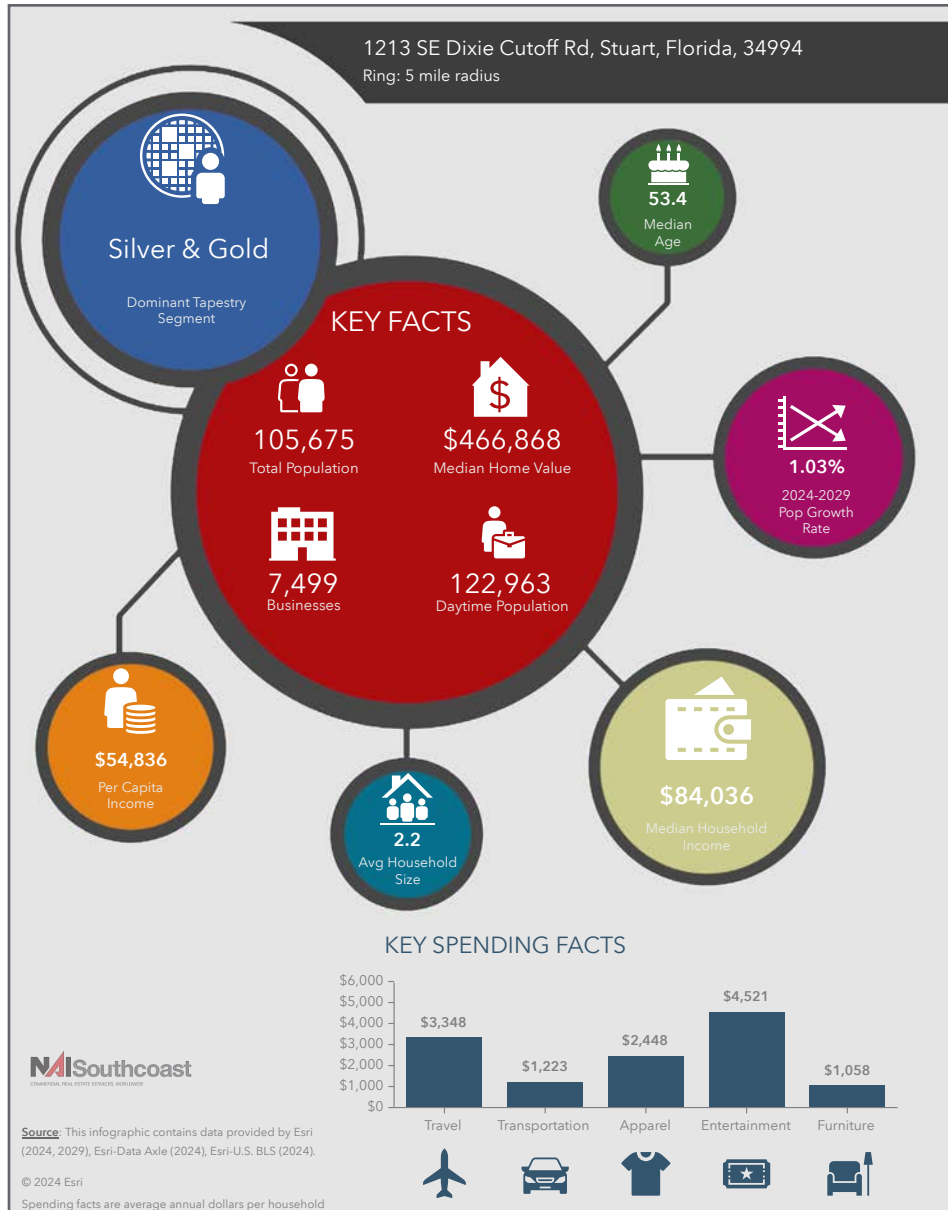 1213 SE Dixie Cutoff Rd, Stuart, Florida, 34994
Ring: 5 mile radius
Silver & Gold
Dominant Tapestry
Segment
53.4
Median
Age
KEY FACTS
105,675
Total Population
$
$466,868
Median Home Value
7,499
Businesses
122,963
Daytime Population
1.03%
2024-2029
Pop Growth
Rate
$54,836
Per Capita
Income
2.2
Avg Household
Size
$84,036
Median Household
Income
KEY SPENDING FACTS
$6,000
$5,000
$4,000
$3,000
$2,000
$1,000
$0
$3,348
$1,223
$2,448
$4,521
$1,058
Travel
Transportation
Apparel
Entertainment
Furniture
NAISouthcoast
COMMERCIAL REAL ESTATE SERVICES, WORLDWIDE
Source: This infographic contains data provided by Esri
(2024, 2029), Esri-Data Axle (2024), Esri-U.S. BLS (2024).
© 2024 Esri
Spending facts are average annual dollars per household